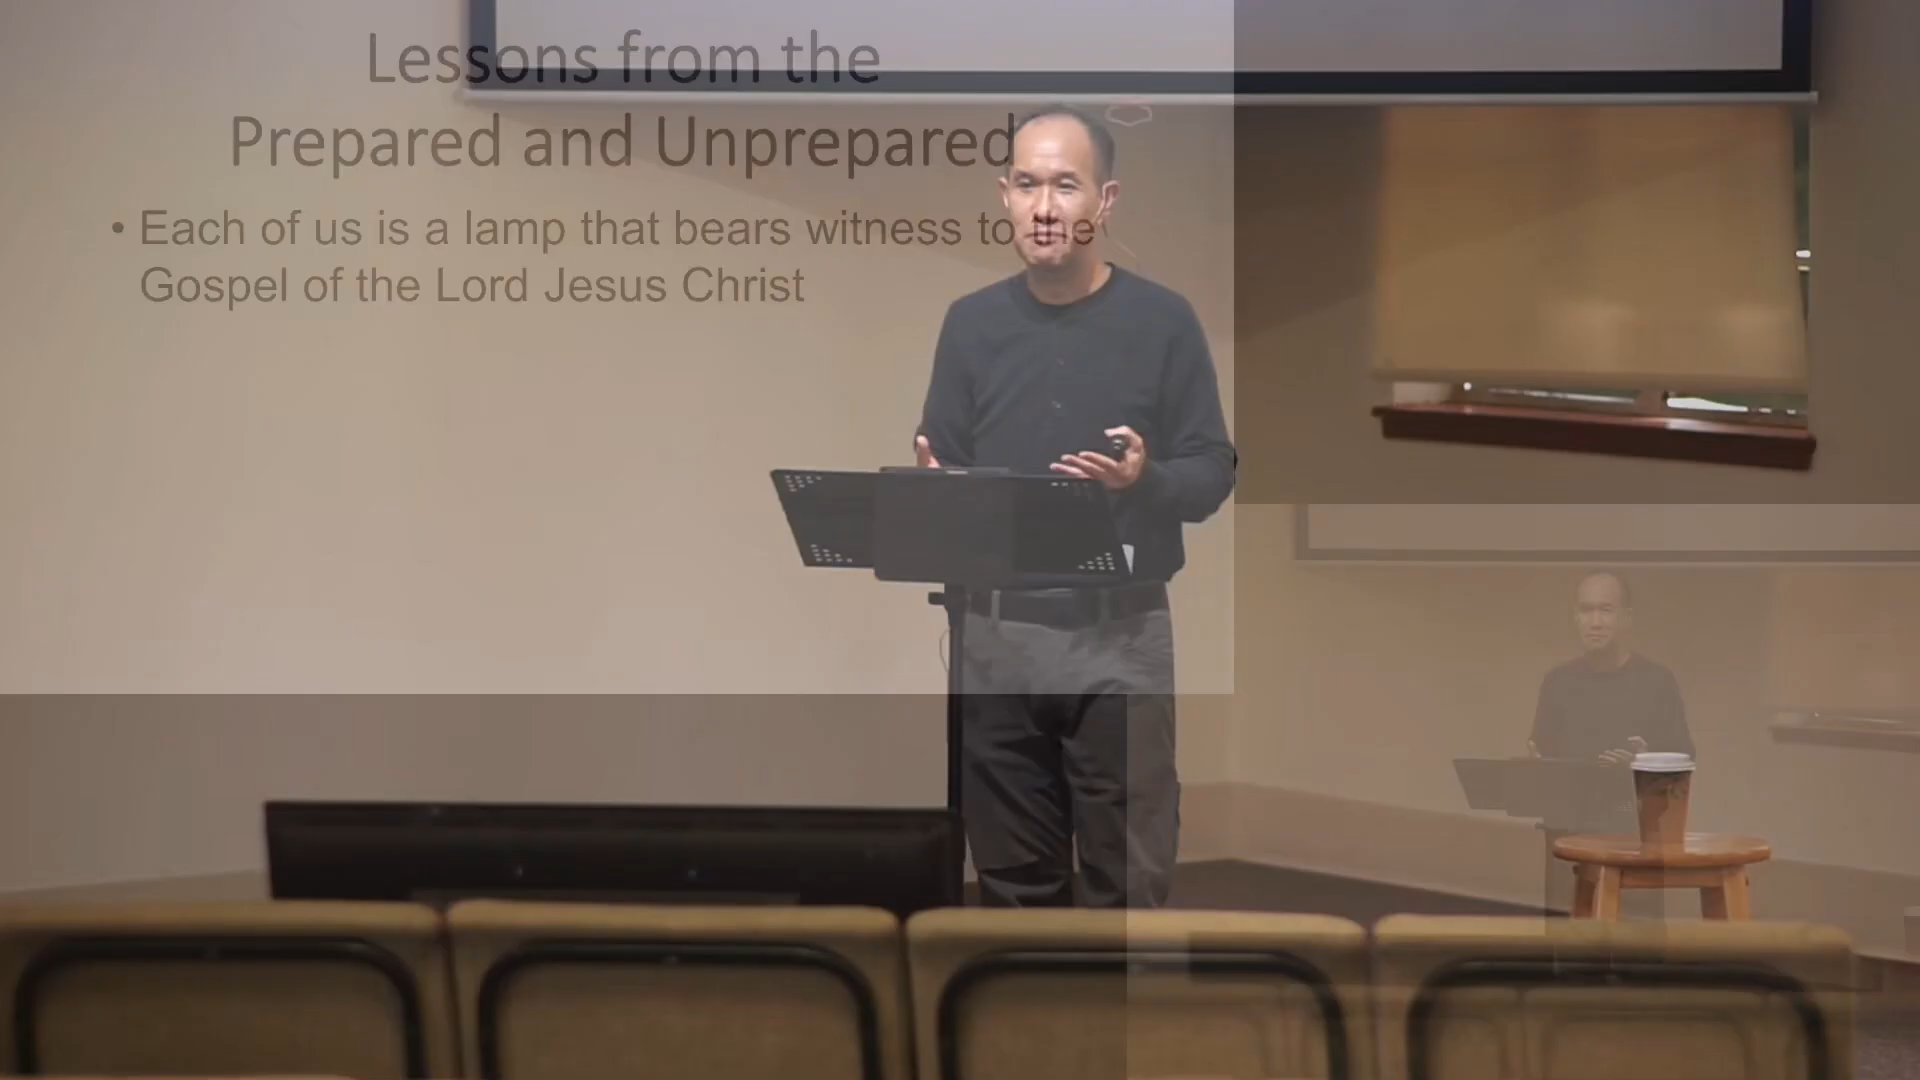 Lessons from the
Prepared and Unprepared
• Each of us is a lamp that bears witness to the
Gospel of the Lord Jesus Christ